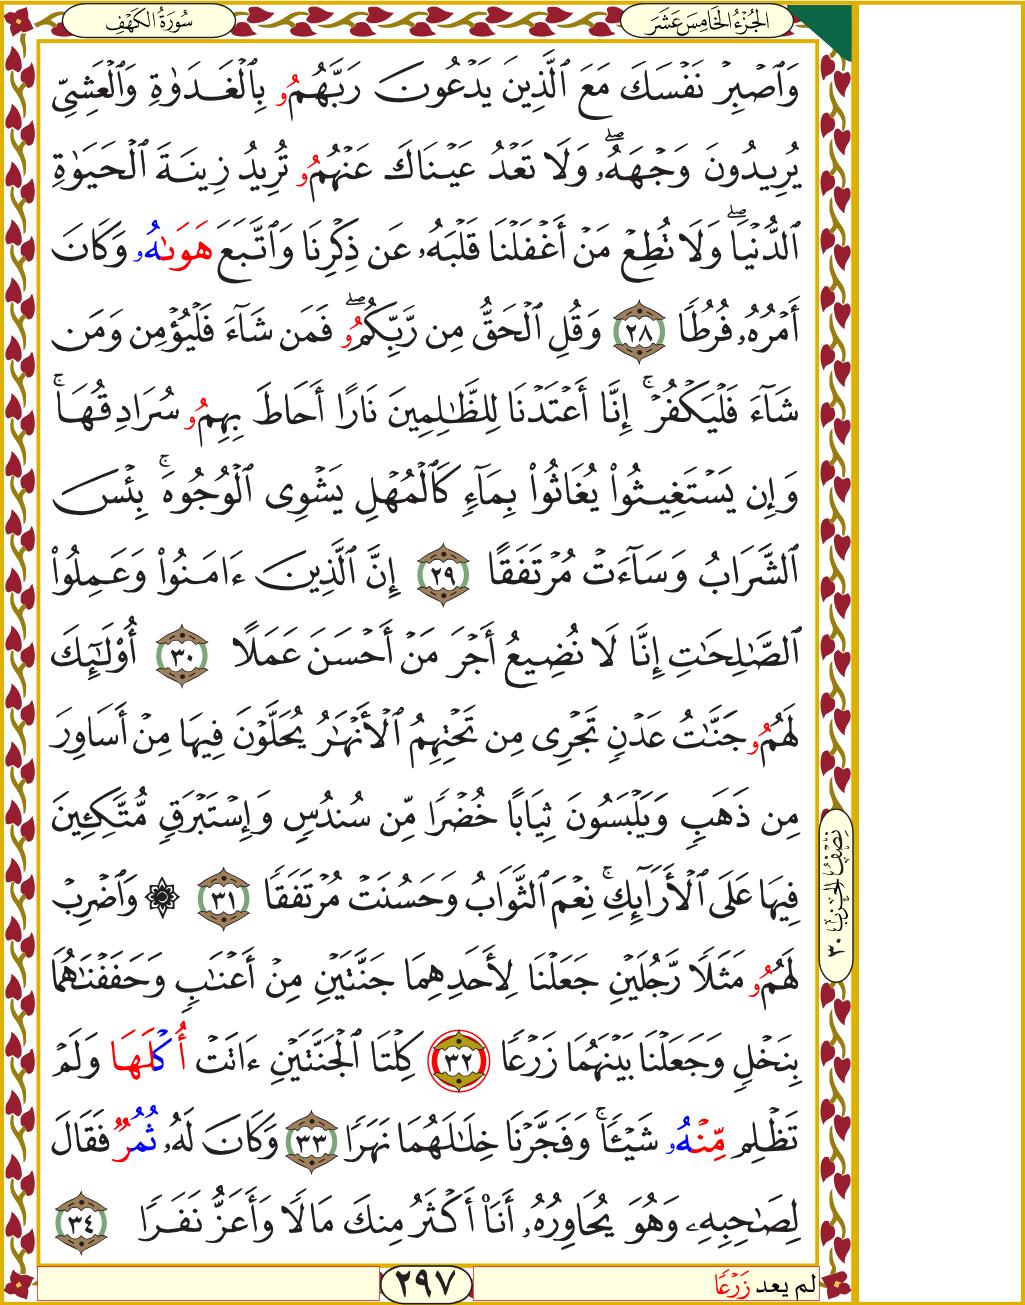 سُورَةُ الكَهْفِ
الجُزْءُ الخَامِسَ عَشَرَ
وَٱصۡبِرۡ نَفۡسَكَ مَعَ ٱلَّذِينَ يَدۡعُونَ رَبَّهُمُۥ بِٱلۡغَدَوٰةِ وَٱلۡعَشِيِّ
يُرِيدُونَ وَجۡهَهُۥۖ وَلَا تَعۡدُ عَيۡنَاكَ عَنۡهُمُۥ تُرِيدُ زِينَةَ ٱلۡحَيَوٰةِ
ٱلدُّنۡيَاۖ وَلَا تُطِعۡ مَنۡ أَغۡفَلۡنَا قَلۡبَهُۥ عَن ذِكۡرِنَا وَٱتَّبَعَ هَوَىٰهُۥ وَكَانَ
أَمۡرُهُۥ فُرُطٗا ٢٨ وَقُلِ ٱلۡحَقُّ مِن رَّبِّكُمُۥۖ فَمَن شَآءَ فَلۡيُؤۡمِن وَمَن
شَآءَ فَلۡيَكۡفُرۡۚ إِنَّآ أَعۡتَدۡنَا لِلظَّٰلِمِينَ نَارًا أَحَاطَ بِهِمُۥ سُرَادِقُهَاۚ
وَإِن يَسۡتَغِيثُواْ يُغَاثُواْ بِمَآءٖ كَٱلۡمُهۡلِ يَشۡوِي ٱلۡوُجُوهَۚ بِئۡسَ
ٱلشَّرَابُ وَسَآءَتۡ مُرۡتَفَقًا ٢٩ إِنَّ ٱلَّذِينَ ءَامَنُواْ وَعَمِلُواْ
ٱلصَّٰلِحَٰتِ إِنَّا لَا نُضِيعُ أَجۡرَ مَنۡ أَحۡسَنَ عَمَلًا ٣٠ أُوْلَٰٓئِكَ
لَهُمُۥ جَنَّٰتُ عَدۡنٖ تَجۡرِي مِن تَحۡتِهِمُ ٱلۡأَنۡهَٰرُ يُحَلَّوۡنَ فِيهَا مِنۡ أَسَاوِرَ
مِن ذَهَبٖ وَيَلۡبَسُونَ ثِيَابًا خُضۡرٗا مِّن سُندُسٖ وَإِسۡتَبۡرَقٖ مُّتَّكِـِٔينَ
فِيهَا عَلَى ٱلۡأَرَآئِكِۚ نِعۡمَ ٱلثَّوَابُ وَحَسُنَتۡ مُرۡتَفَقٗا ٣١ ۞ وَٱضۡرِبۡ
لَهُمُۥ مَثَلٗا رَّجُلَيۡنِ جَعَلۡنَا لِأَحَدِهِمَا جَنَّتَيۡنِ مِنۡ أَعۡنَٰبٖ وَحَفَفۡنَٰهُمَا
بِنَخۡلٖ وَجَعَلۡنَا بَيۡنَهُمَا زَرۡعٗا ٣٢ كِلۡتَا ٱلۡجَنَّتَيۡنِ ءَاتَتۡ أُكۡلَهَا وَلَمۡ
تَظۡلِم مِّنۡهُۥ شَيۡـٔٗاۚ وَفَجَّرۡنَا خِلَٰلَهُمَا نَهَرٗا ٣٣ وَكَانَ لَهُۥ ثُمُرٞ فَقَالَ
لِصَٰحِبِهِۦ وَهُوَ يُحَاوِرُهُۥٓ أَنَا۠ أَكۡثَرُ مِنكَ مَالٗا وَأَعَزُّ نَفَرٗا ٣٤
نِصْفُ الحِزْبِ ٣٠
٢٩٧
لم يعد زَرۡعٗا